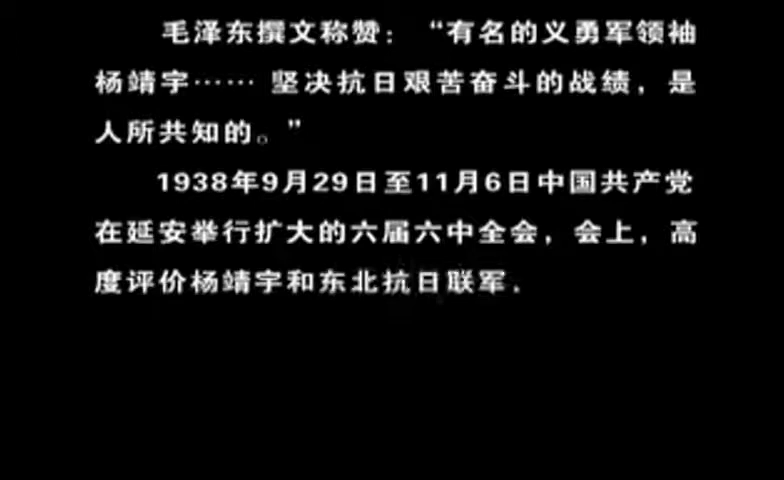 毛泽东撰文称赞：“有名的义勇军领袖
杨靖宇…… 坚决抗日艰苦奋斗的战绩，是
人所共知的。”
1938年9月29日至11月6日中国共产党
在延安举行扩大的六届六中全会，会上，高
度评价杨靖宇和东北抗日联军．